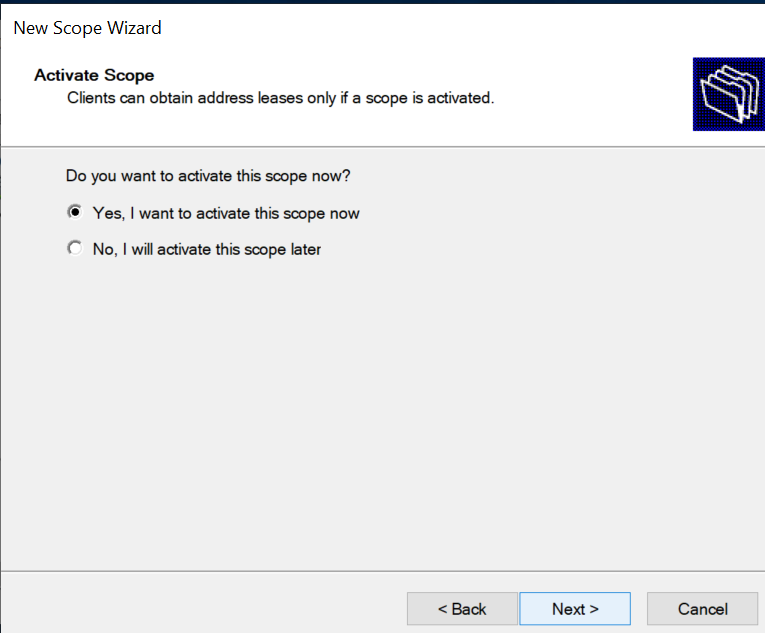 New Scope Wizard
Activate Scope
Clients can obtain address leases only if a scope is activated.
Do you want to activate this scope now?
Yes, I want to activate this scope now
No, I will activate this scope later
< Back
Next >
Cancel